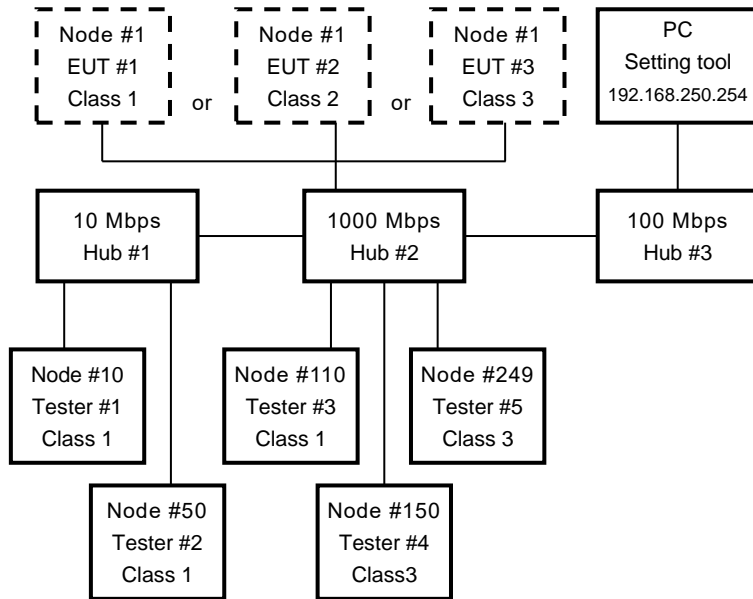 Node #1
EUT #1
Class 1
or
Node #1
EUT #2
Class 2
or
Node #1
EUT #3
Class 3
PC
Setting tool
192.168.250.254
10 Mbps
Hub #1
1000 Mbps
Hub #2
100 Mbps
Hub #3
Node #10
Tester #1
Class 1
Node #110
Tester #3
Class 1
Node #249
Tester #5
Class 3
Node #50
Tester #2
Class 1
Node #150
Tester #4
Class3